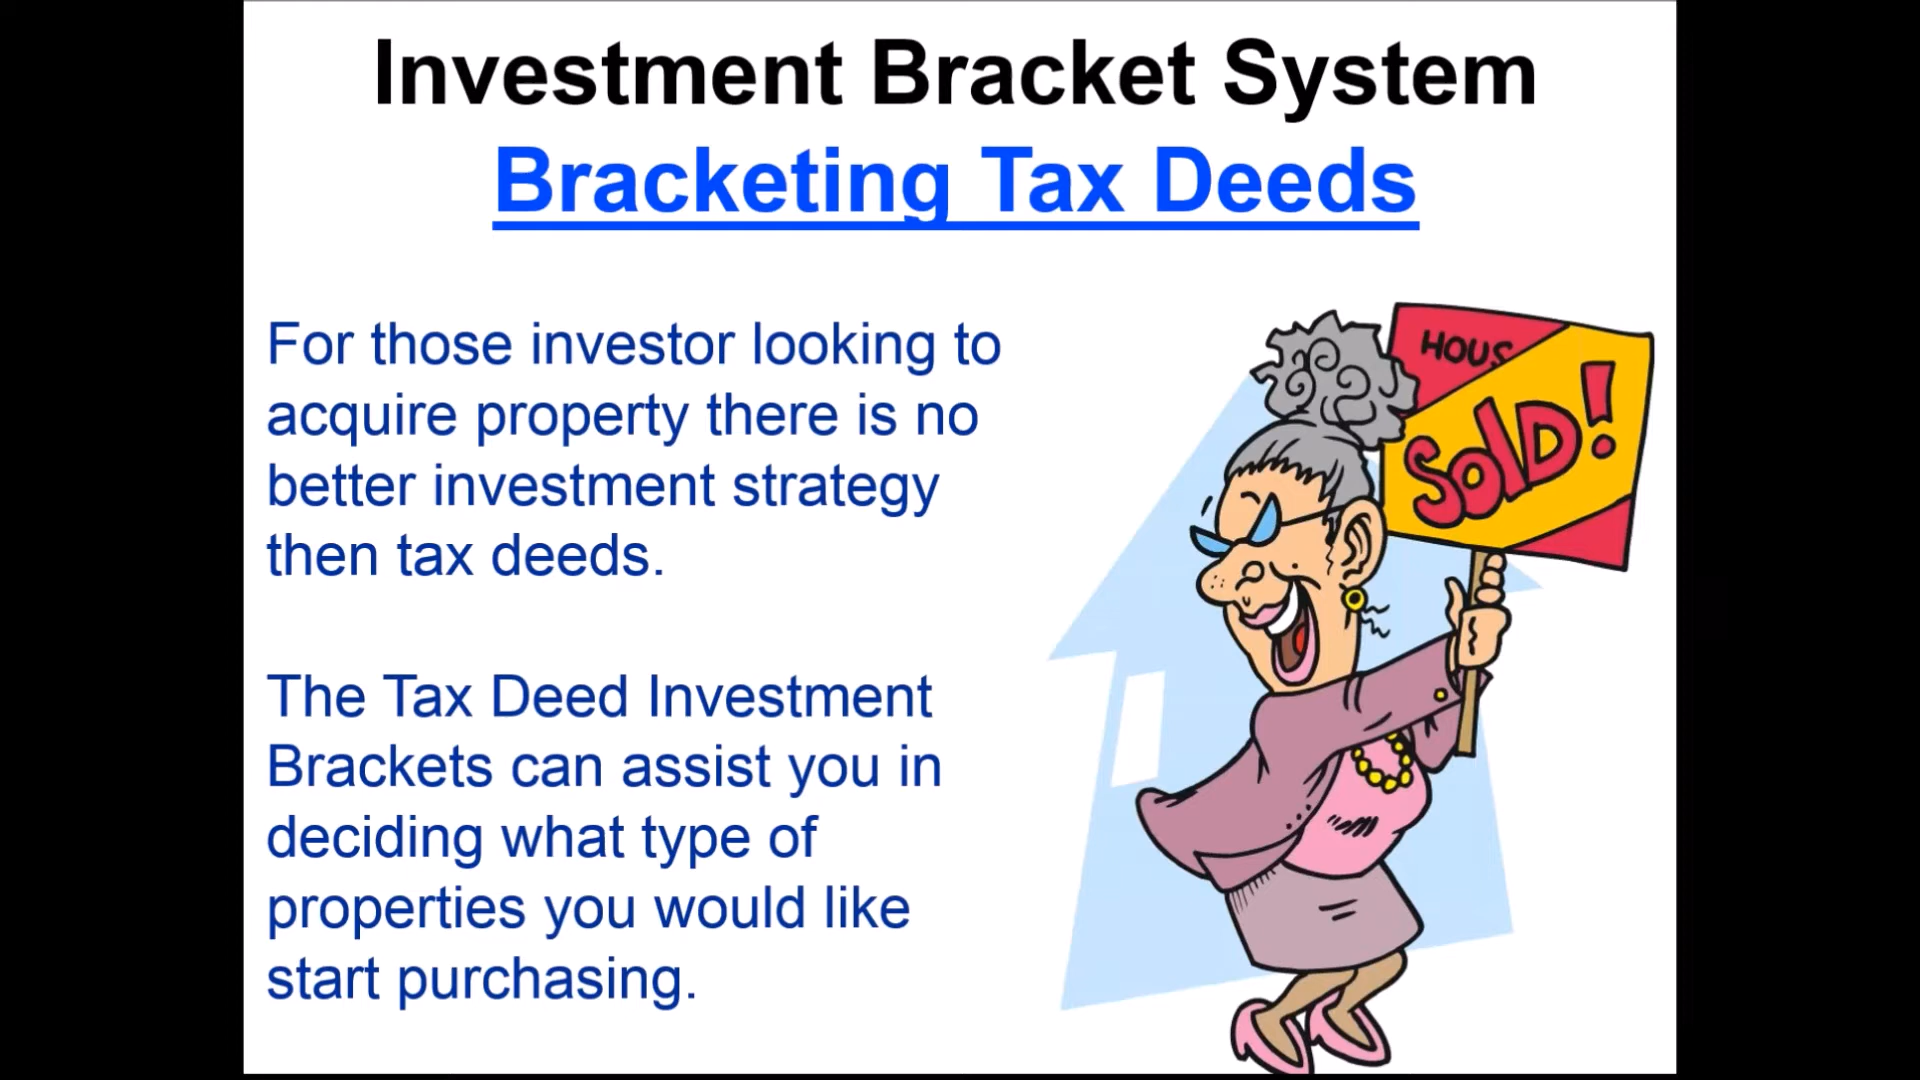 Investment Bracket System
Bracketing Tax Deeds
For those investor looking to
acquire property there is no
better investment strategy
then tax deeds.
The Tax Deed Investment
Brackets can assist you in
deciding what type of
properties you would like
start purchasing.
HOUS
SOlD!